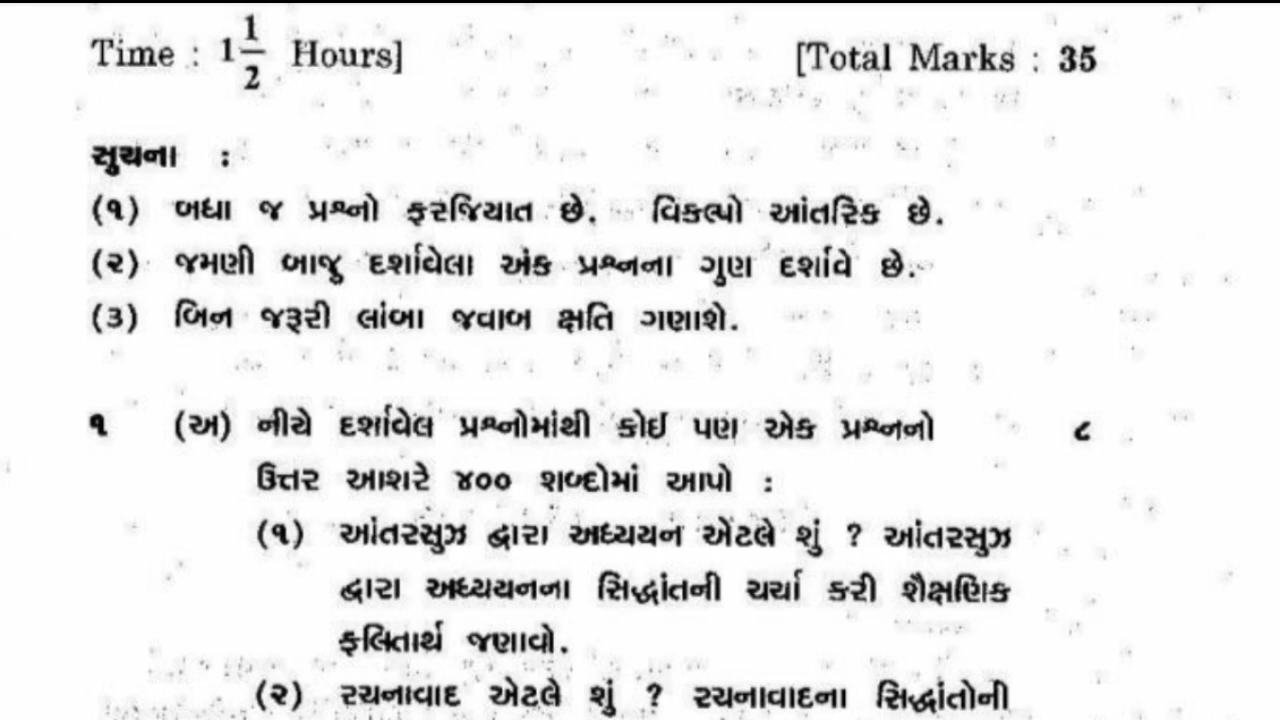 Time : 1 1/2 Hours] [Total Marks : 35
સુચના :
(૧) બધા જ પ્રશ્નો ફરજિયાત છે. વિકલ્પો આંતરિક છે.
(૨) જમણી બાજુ દર્શાવેલા અંક પ્રશ્નના ગુણ દર્શાવે છે.
(૩) બિન જરૂરી લાંબા જવાબ ક્ષતિ ગણાશે.
૧ (અ) નીચે દર્શાવેલ પ્રશ્નોમાંથી કોઈ પણ એક પ્રશ્નનો ૮
ઉત્તર આશરે ૪૦૦ શબ્દોમાં આપો :
(૧) આંતરસુઝ દ્વારા અધ્યયન એટલે શું ? આંતરસુઝ
દ્વારા અધ્યયનના સિદ્ધાંતની ચર્ચા કરી શૈક્ષણિક
ફલિતાર્થ જણાવો.
(૨) રચનાવાદ એટલે શું ? રચનાવાદના સિદ્ધાંતોની